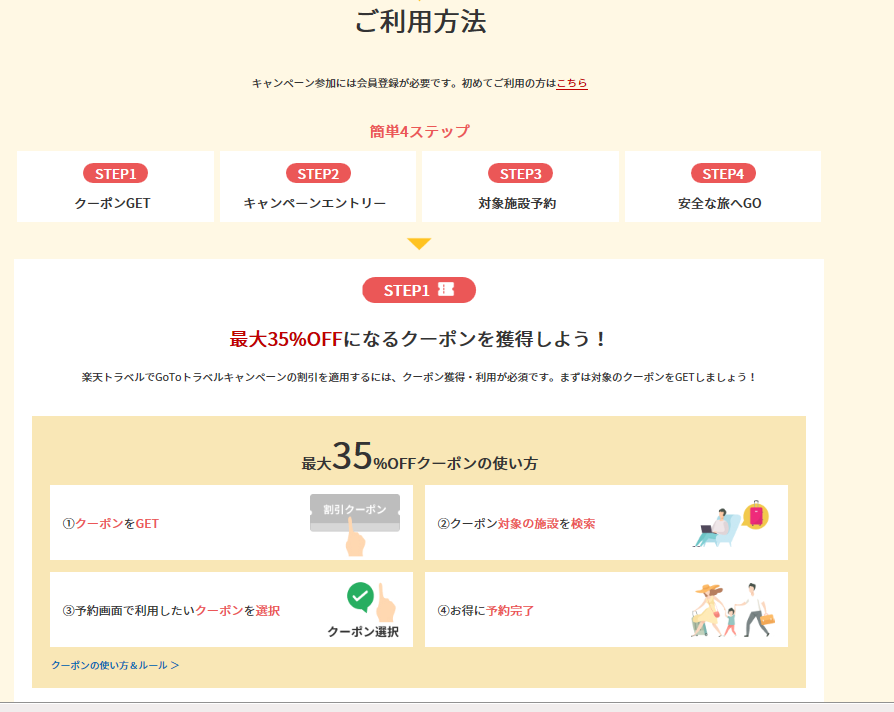 ご利用方法
キャンペーン参加には会員登録が必要です。初めてご利用の方はこちら
簡単4ステップ
STEP1
クーポンGET
STEP2
キャンペーンエントリー
STEP3
対象施設予約
STEP4
安全な旅へGO
STEP1
最大35%OFFになるクーポンを獲得しよう！
楽天トラベルでGoToトラベルキャンペーンの割引を適用するには、クーポン獲得・利用が必須です。まずは対象のクーポンをGETしましょう！
最大35%OFFクーポンの使い方
①クーポンをGET
割引クーポン
②クーポン対象の施設を検索
③予約画面で利用したいクーポンを選択
クーポン選択
④お得に予約完了
クーポンの使い方＆ルール ＞